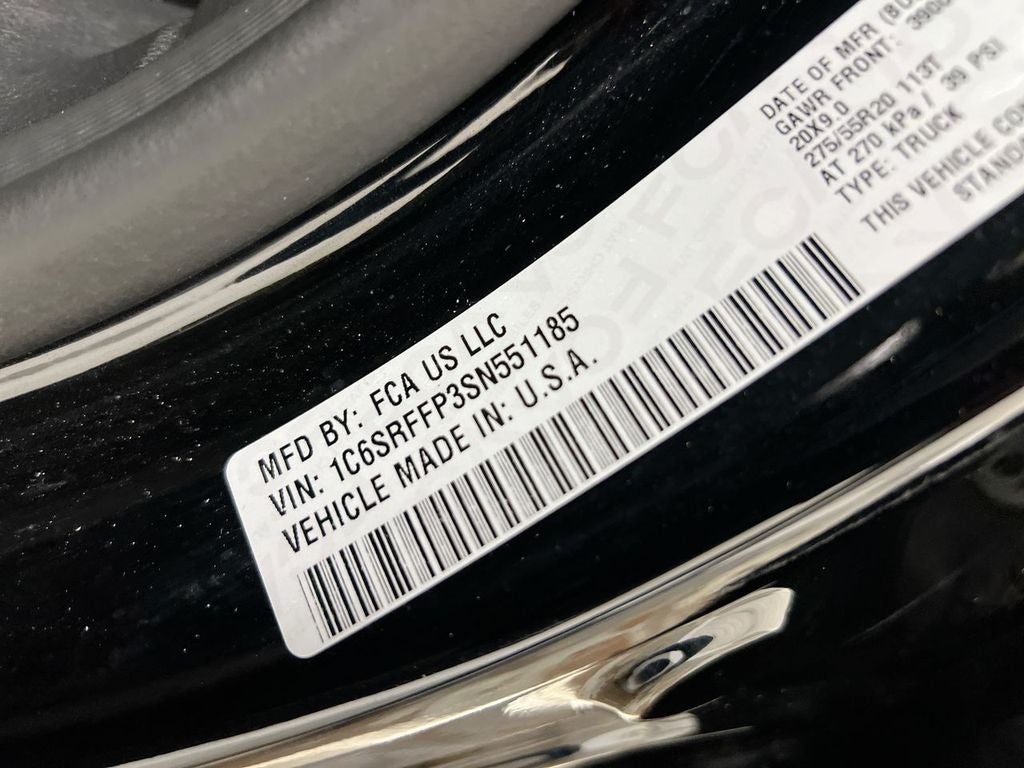 MFD BY: FCA US LLC
VIN: 1C6SRFFP3SN551185
VEHICLE MADE IN: U.S.A.
DATE OF MFR
GAWR FRONT: 3900
20X9.0
275/55R20 113T
AT 270 kPa / 39 PSI
TYPE: TRUCK
THIS VEHICLE